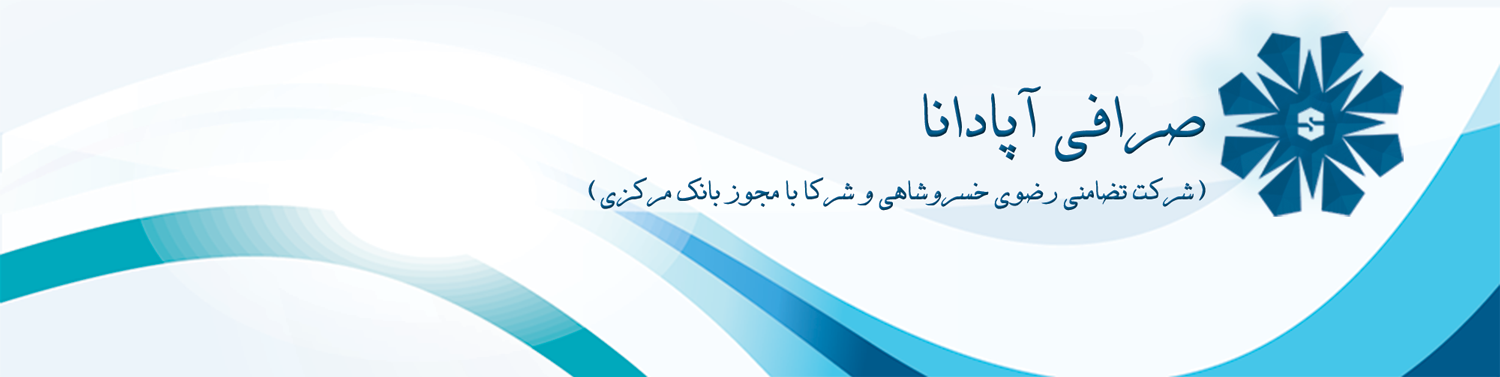 صرافی آپادانا
(شرکت تضامنی رضوی خسروشاهی و شرکا با مجوز بانک مرکزی)